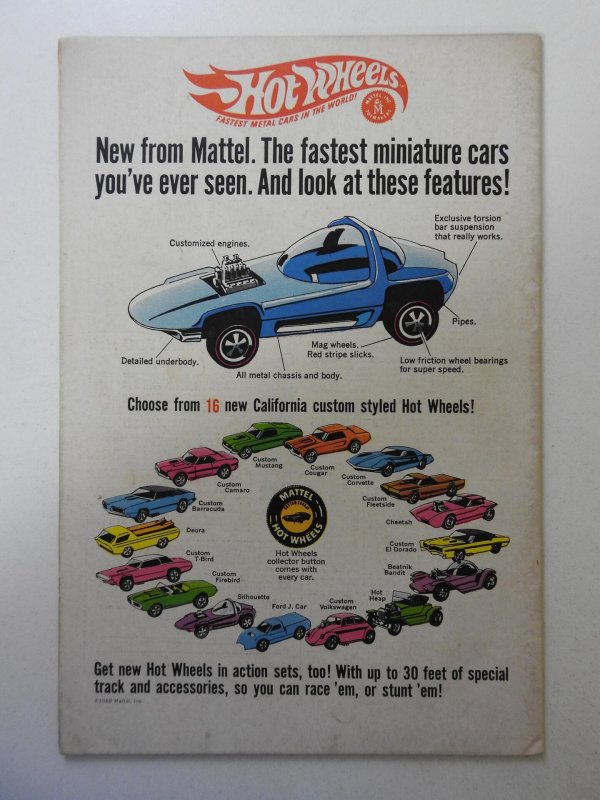 Hot Wheels
FASTEST METAL CARS IN THE WORLD!
MATTEL, INC.
M
TOYMAKERS
New from Mattel. The fastest miniature cars
you've ever seen. And look at these features!
Exclusive torsion
bar suspension
that really works.
Customized engines.
Pipes.
Mag wheels.
Red stripe slicks.
Detailed underbody.
Low friction wheel bearings
for super speed.
All metal chassis and body.
Choose from 16 new California custom styled Hot Wheels!
Custom
Mustang
Custom
Cougar
Custom
Corvette
Custom
Camaro
Custom
Fleetside
Custom
Barracuda
Cheetah
Deora
Custom
El Dorado
Custom
T-Bird
Beatnik
Bandit
Custom
Firebird
Hot
Heap
Silhouette
Ford J. Car
Custom
Volkswagen
MATTEL
HOT WHEELS
Hot Wheels
collector button
comes with
every car.
Get new Hot Wheels in action sets, too! With up to 30 feet of special
track and accessories, so you can race 'em, or stunt 'em!
©1968 Mattel, Inc.